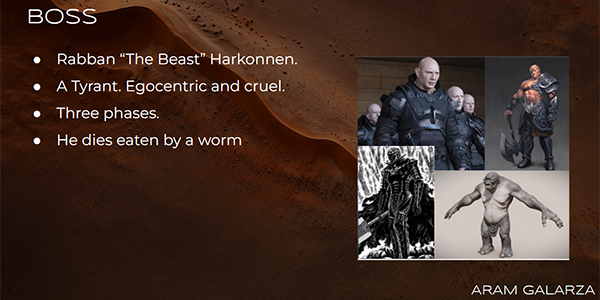 BOSS
● Rabban “The Beast” Harkonnen.
● A Tyrant. Egocentric and cruel.
● Three phases.
● He dies eaten by a worm
ARAM GALARZA